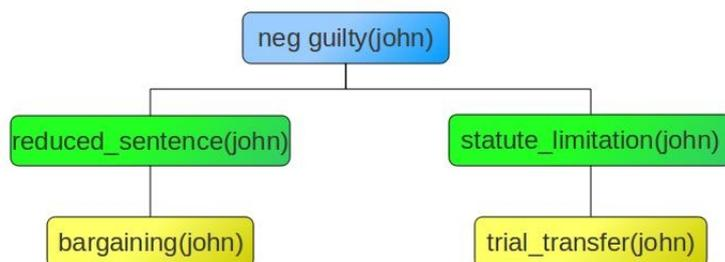 neg guilty(john)
reduced_sentence(john)
statute_limitation(john)
bargaining(john)
trial_transfer(john)